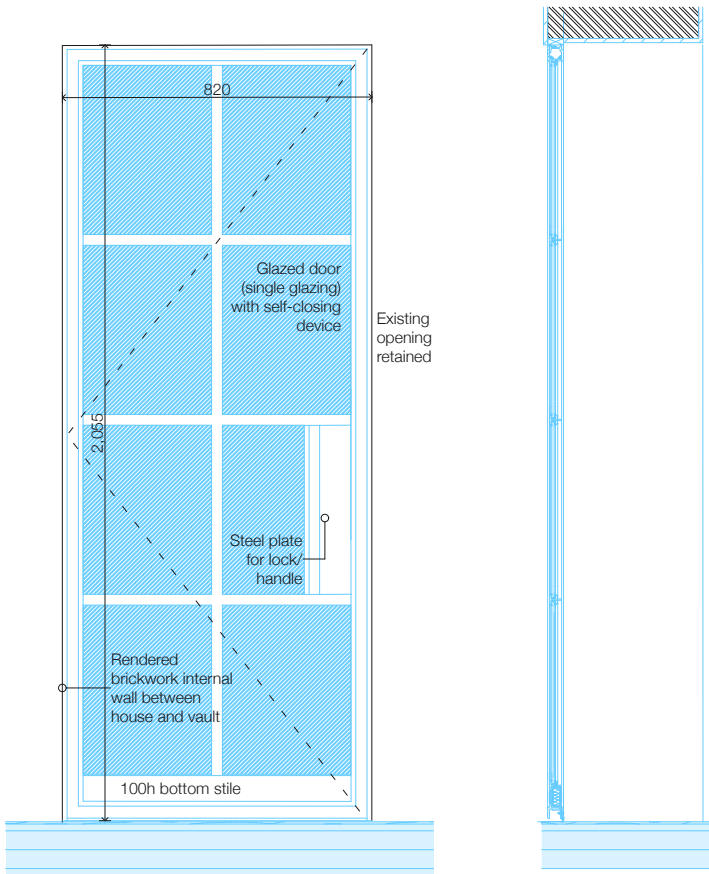 820
Glazed door
(single glazing)
with self-closing
device
Existing
opening
retained
2,055
Steel plate
for lock/
handle
Rendered
brickwork internal
wall between
house and vault
100h bottom stile